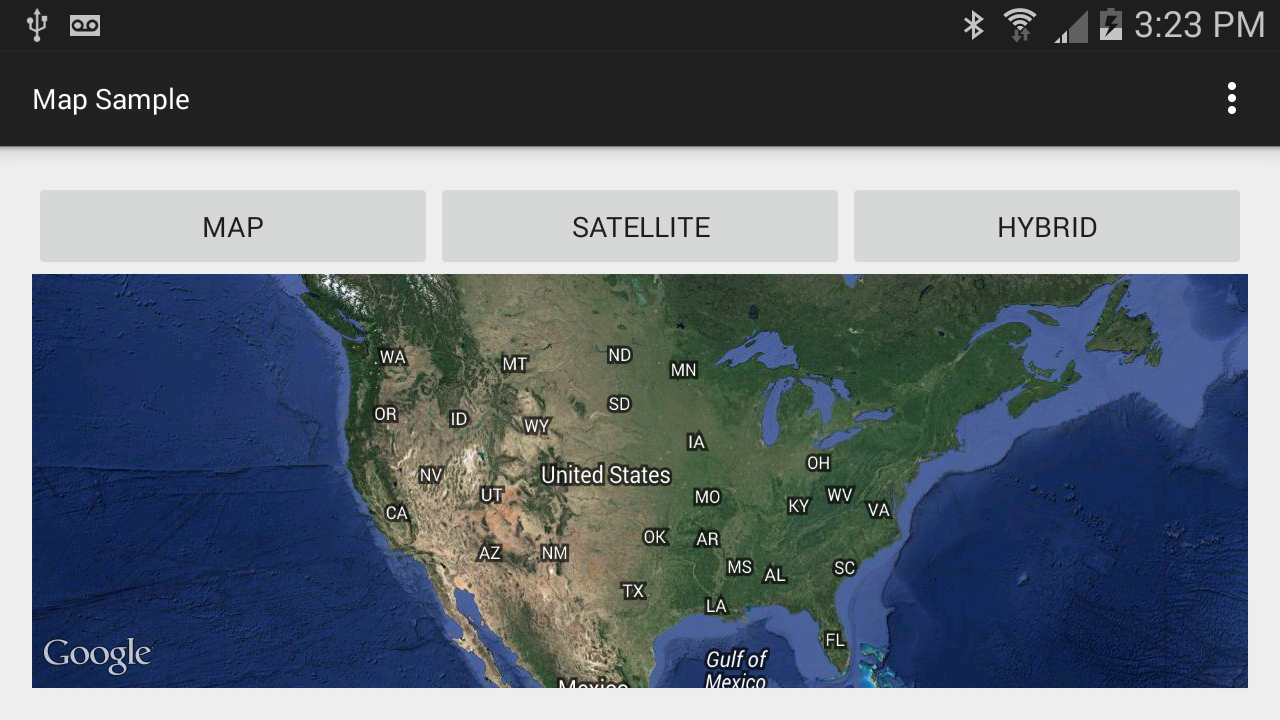 3:23 PM
Map Sample
MAP SATELLITE HYBRID
WA MT ND MN
OR ID WY SD
IA
NV United States OH
UT MO KY WV VA
CA OK AR
AZ NM MS AL SC
TX LA
FL
Google Gulf of
Mexico
Mexico